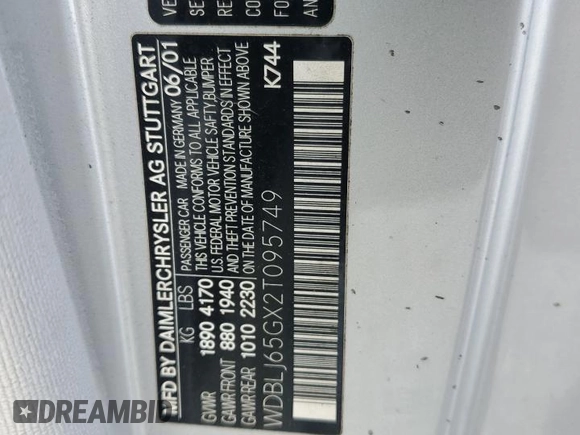 MFD BY DAIMLERCHRYSLER AG STUTTGART
KG LBS PASSENGER CAR MADE IN GERMANY 06/01
GVWR 1890 4170 THIS VEHICLE CONFORMS TO ALL APPLICABLE
U.S. FEDERAL MOTOR VEHICLE SAFTY,BUMPER,
GAWR FRONT 880 1940 AND THEFT PREVENTION STANDARDS IN EFFECT
GAWR REAR 1010 2230 ON THE DATE OF MANUFACTURE SHOWN ABOVE
WDBLJ65GX2T095749 K744
DREAMBID